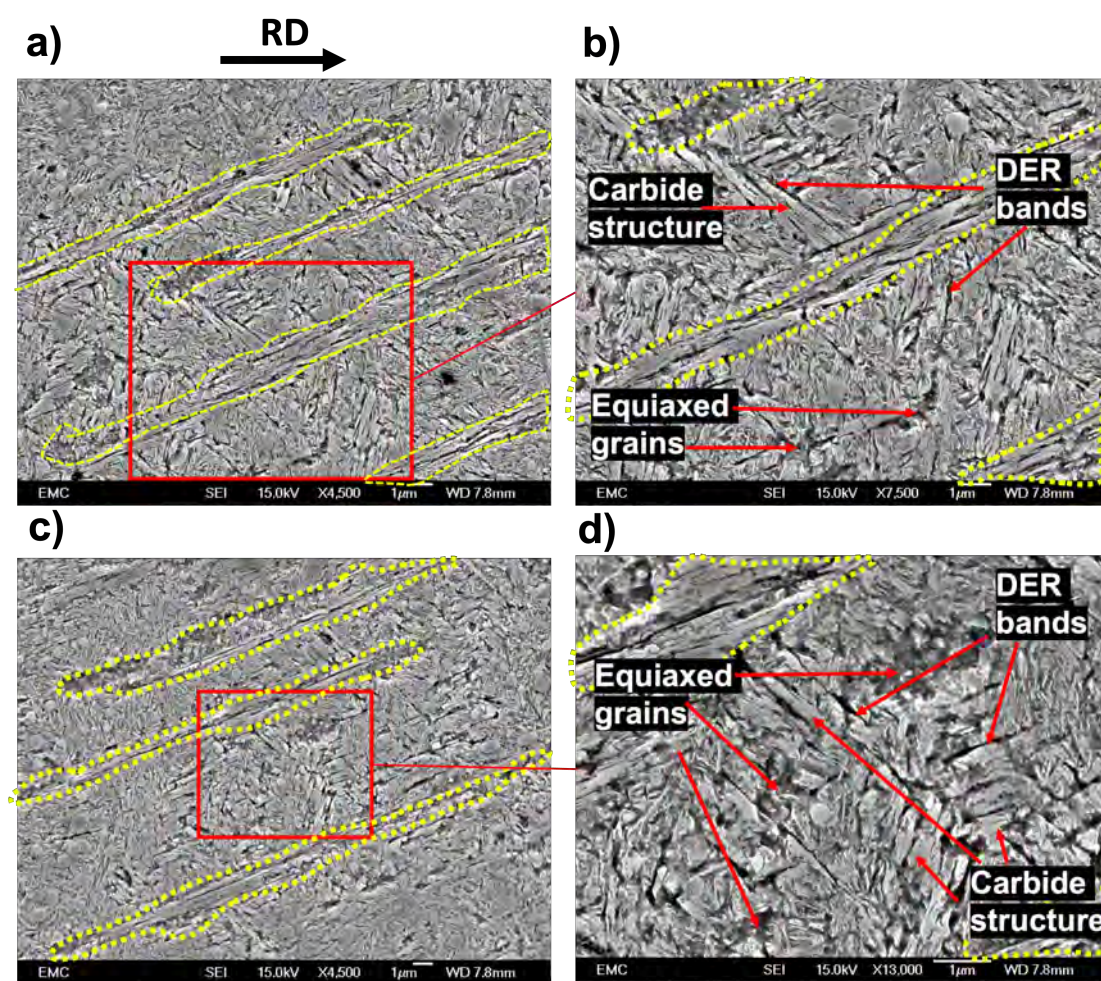 a)
RD
b)
Carbide
structure
DER
bands
Equiaxed
grains
EMC SEI 15.0kV X4,500 1µm WD 7.8mm
EMC SEI 15.0kV X7,500 1µm WD 7.8mm
c)
d)
DER
bands
Equiaxed
grains
Carbide
structure
EMC SEI 15.0kV X4,500 1µm WD 7.8mm
EMC SEI 15.0kV X13,000 1µm WD 7.8mm